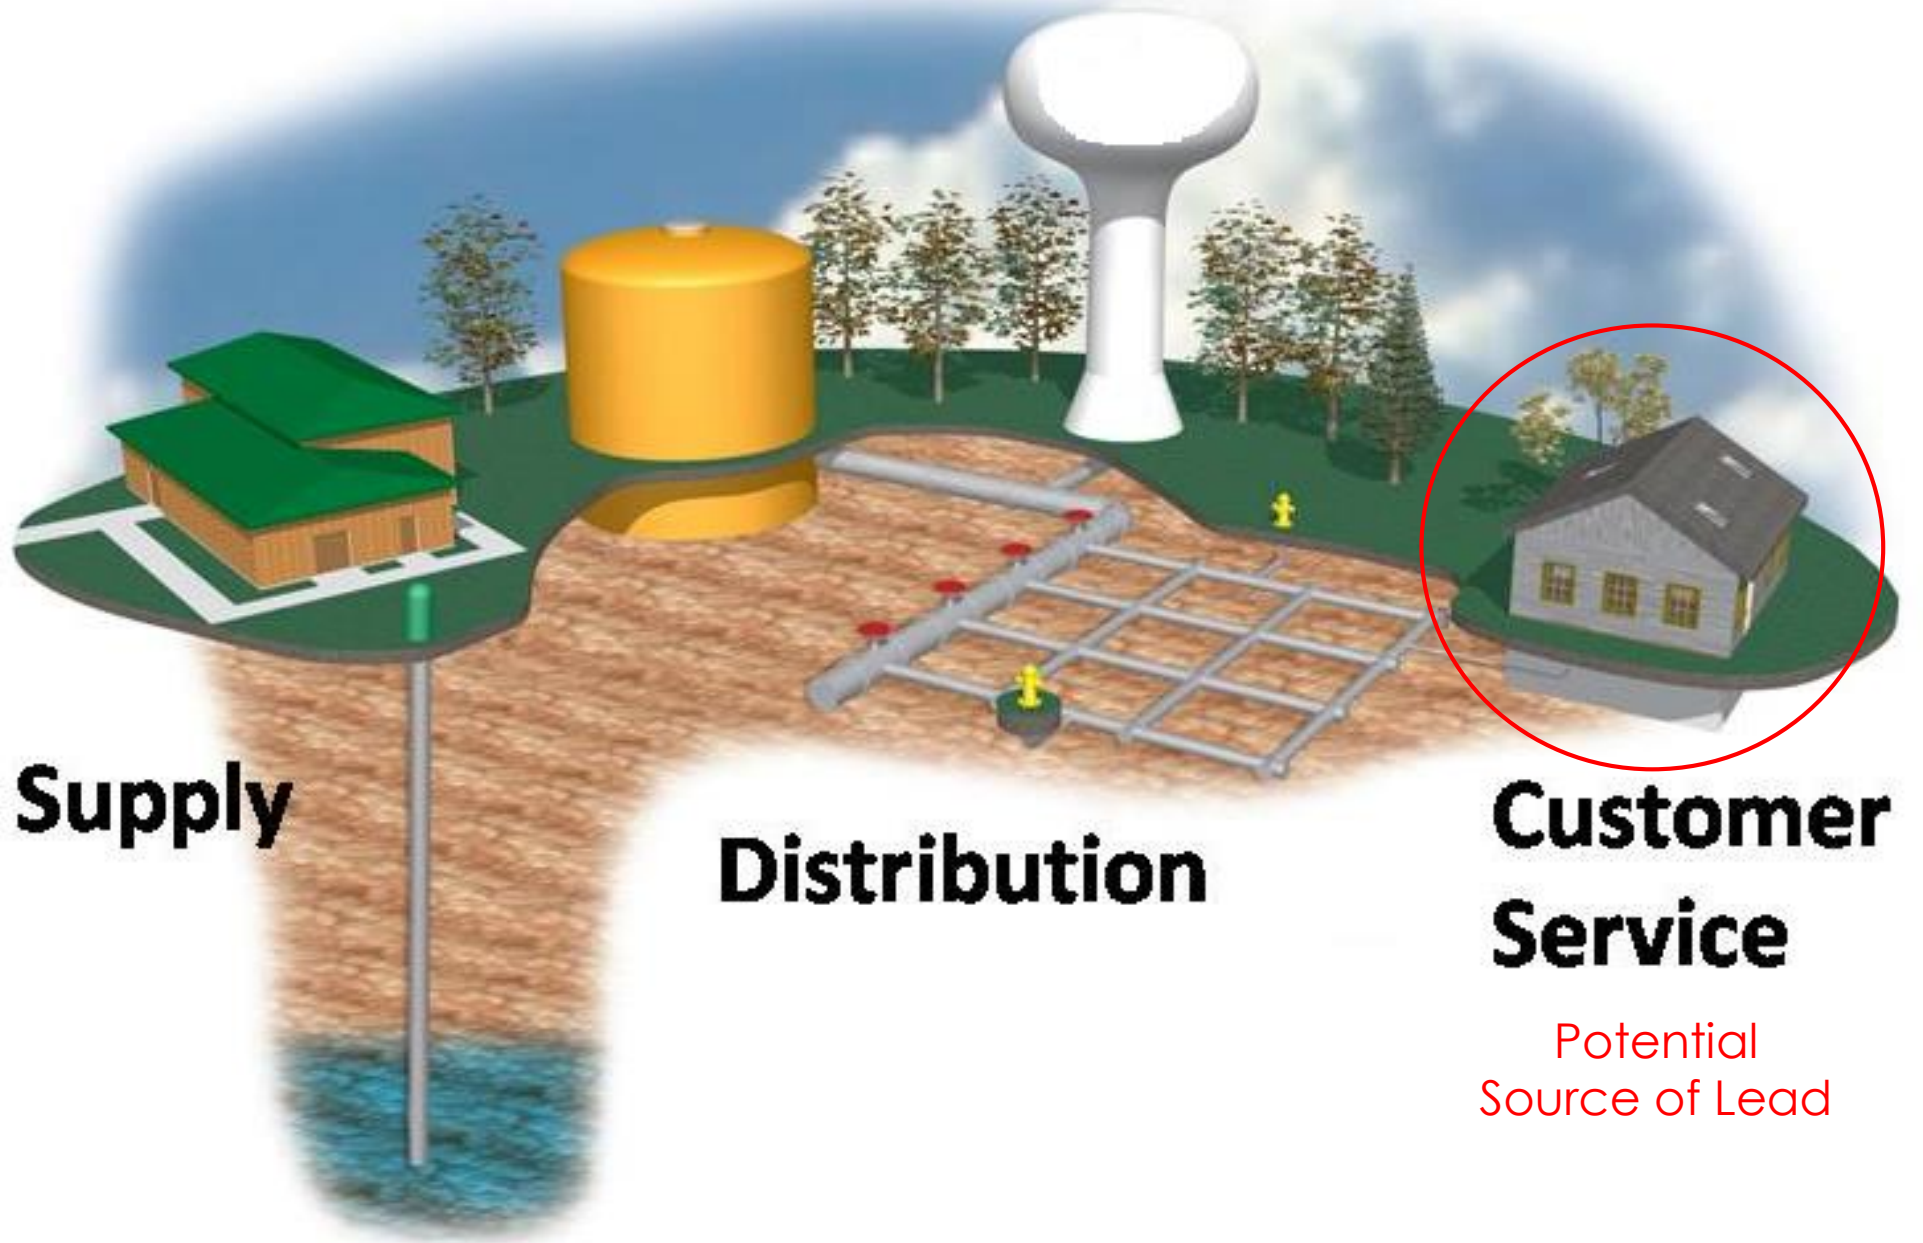 Supply
Distribution
Customer
Service
Potential
Source of Lead